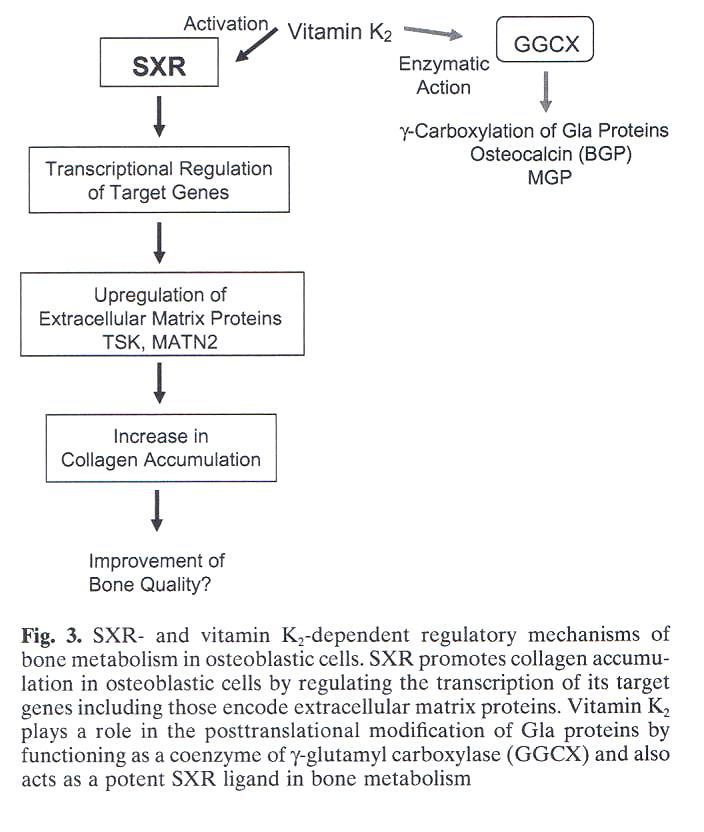 Activation
Vitamin K₂
GGCX
SXR
Enzymatic
Action
γ-Carboxylation of Gla Proteins
Osteocalcin (BGP)
MGP
Transcriptional Regulation
of Target Genes
Upregulation of
Extracellular Matrix Proteins
TSK, MATN2
Increase in
Collagen Accumulation
Improvement of
Bone Quality?
Fig. 3. SXR- and vitamin K₂-dependent regulatory mechanisms of
bone metabolism in osteoblastic cells. SXR promotes collagen accumu-
lation in osteoblastic cells by regulating the transcription of its target
genes including those encode extracellular matrix proteins. Vitamin K₂
plays a role in the posttranslational modification of Gla proteins by
functioning as a coenzyme of γ-glutamyl carboxylase (GGCX) and also
acts as a potent SXR ligand in bone metabolism